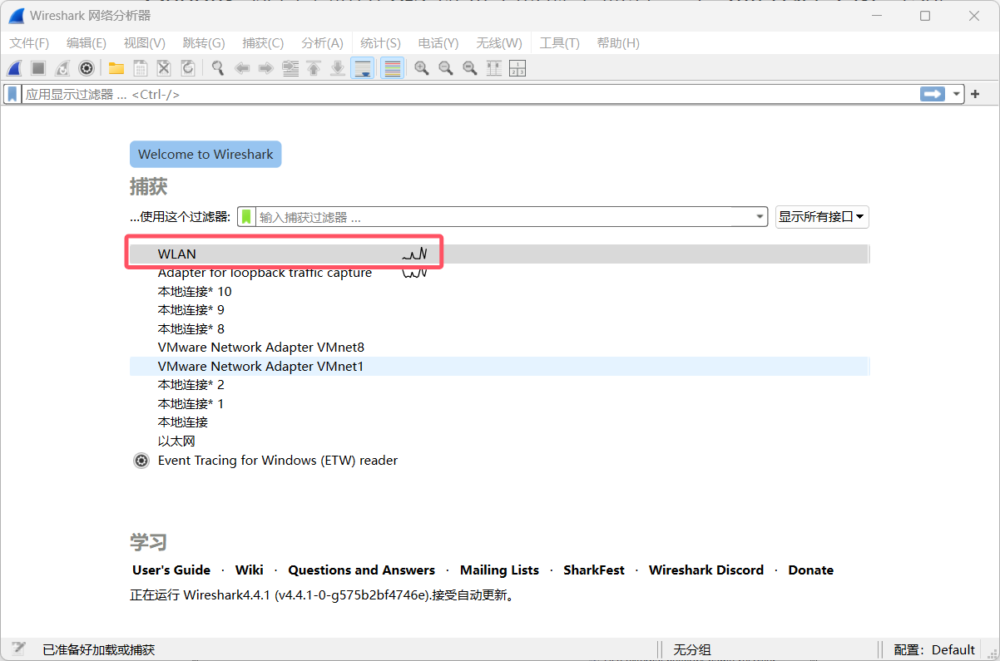 Wireshark 网络分析器
文件(F) 编辑(E) 视图(V) 跳转(G) 捕获(C) 分析(A) 统计(S) 电话(Y) 无线(W) 工具(T) 帮助(H)
应用显示过滤器 ... <Ctrl-/>
Welcome to Wireshark
捕获
...使用这个过滤器: 输入捕获过滤器 ... 显示所有接口
WLAN
Adapter for loopback traffic capture
本地连接* 10
本地连接* 9
本地连接* 8
VMware Network Adapter VMnet8
VMware Network Adapter VMnet1
本地连接* 2
本地连接* 1
本地连接
以太网
Event Tracing for Windows (ETW) reader
学习
User's Guide · Wiki · Questions and Answers · Mailing Lists · SharkFest · Wireshark Discord · Donate
正在运行 Wireshark4.4.1 (v4.4.1-0-g575b2bf4746e).接受自动更新。
已准备好加载或捕获 无分组 配置: Default